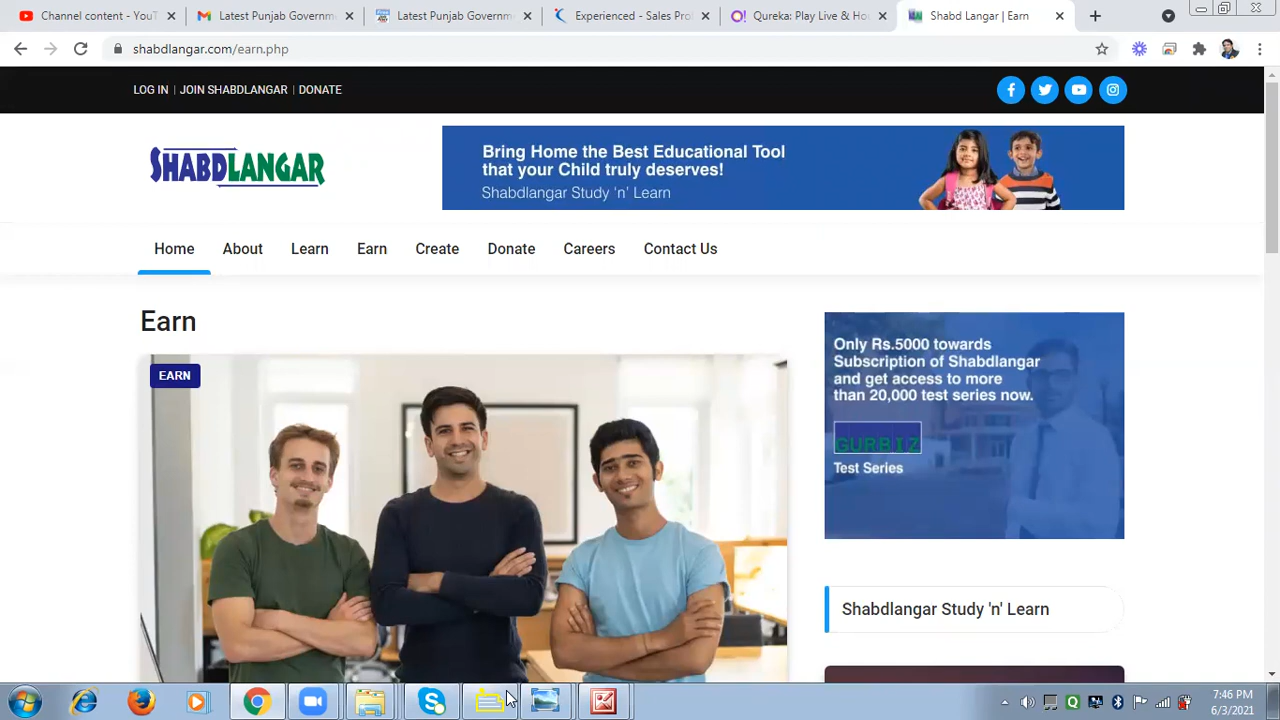 Channel content - YouT
Latest Punjab Governm
Latest Punjab Governm
Experienced - Sales Pro
Qureka: Play Live & Ho
Shabd Langar | Earn
shabdlangar.com/earn.php
LOG IN | JOIN SHABDLANGAR | DONATE
SHABDLANGAR
Bring Home the Best Educational Tool
that your Child truly deserves!
Shabdlangar Study 'n' Learn
Home About Learn Earn Create Donate Careers Contact Us
Earn
EARN
Only Rs.5000 towards
Subscription of Shabdlangar
and get access to more
than 20,000 test series now.
GURBIZ
Test Series
Shabdlangar Study 'n' Learn
7:46 PM
6/3/2021